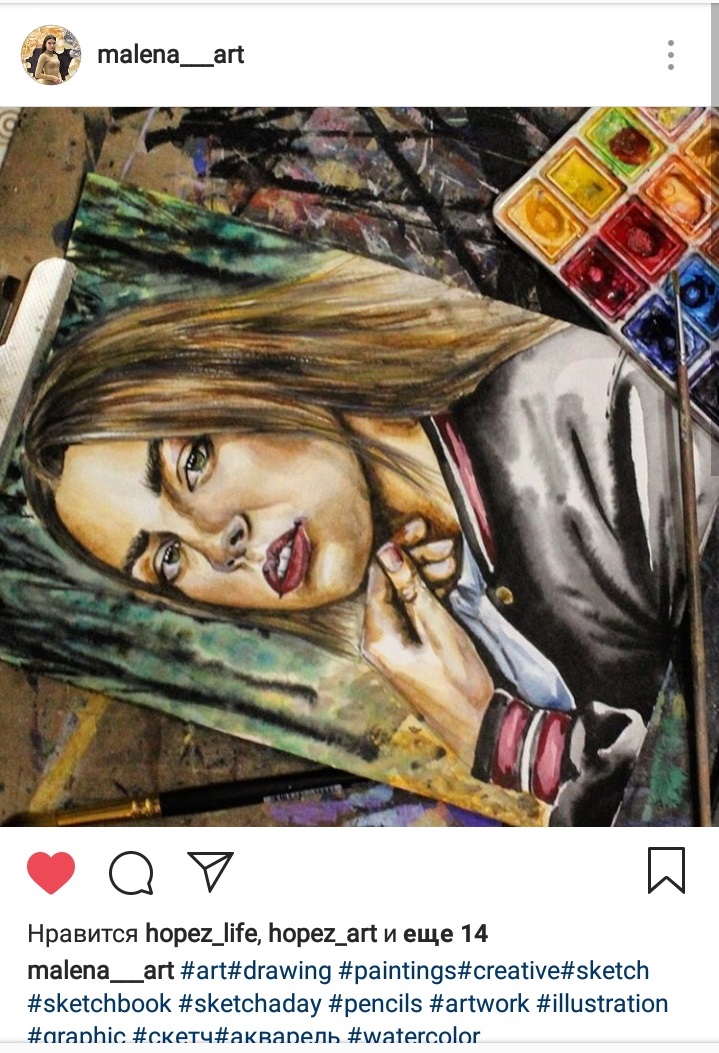 malena___art
Нравится hopez_life, hopez_art и еще 14
malena___art #art#drawing #paintings#creative#sketch
#sketchbook #sketchaday #pencils #artwork #illustration
#graphic #скетч#акварель #watercolor